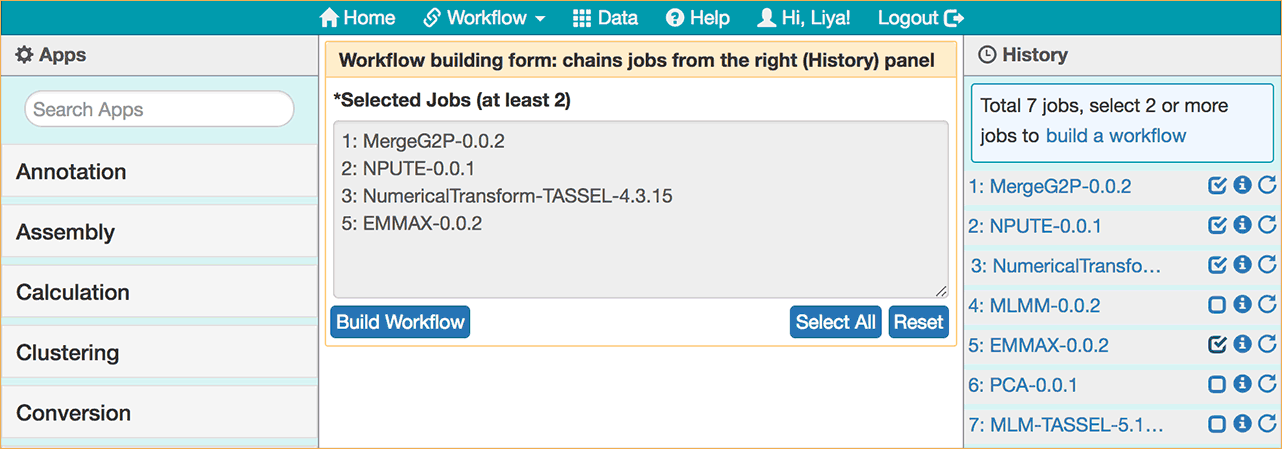 Home Workflow Data Help Hi, Liya! Logout
Apps
Search Apps
Annotation
Assembly
Calculation
Clustering
Conversion
Workflow building form: chains jobs from the right (History) panel
*Selected Jobs (at least 2)
1: MergeG2P-0.0.2
2: NPUTE-0.0.1
3: NumericalTransform-TASSEL-4.3.15
5: EMMAX-0.0.2
Build Workflow Select All Reset
History
Total 7 jobs, select 2 or more
jobs to build a workflow
1: MergeG2P-0.0.2
2: NPUTE-0.0.1
3: NumericalTransfo...
4: MLMM-0.0.2
5: EMMAX-0.0.2
6: PCA-0.0.1
7: MLM-TASSEL-5.1...